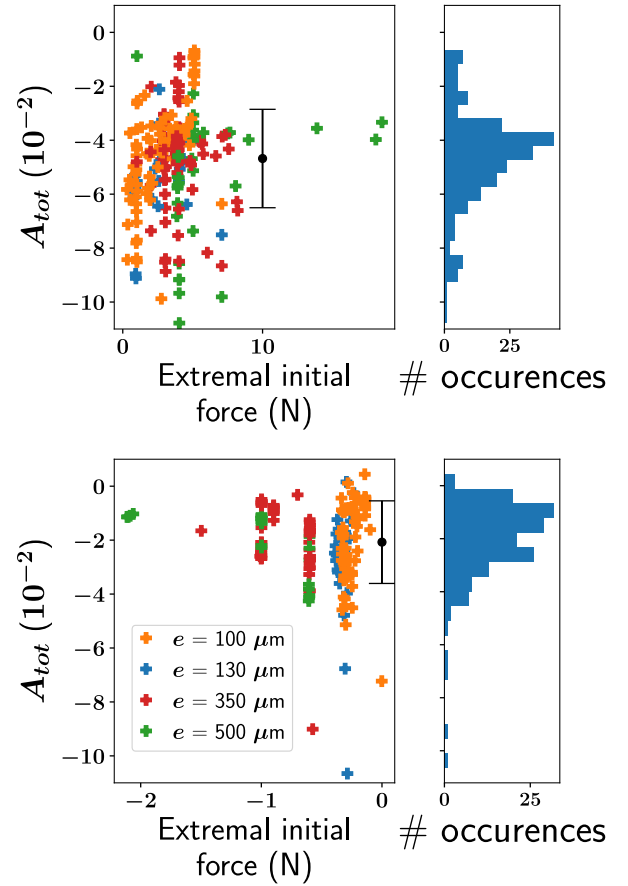 0
−2
−4
−6
−8
−10
A_tot (10⁻²)
0
10
0
25
Extremal initial
force (N)
# occurences
0
−2
−4
−6
−8
−10
A_tot (10⁻²)
e = 100 μm
e = 130 μm
e = 350 μm
e = 500 μm
−2
−1
0
0
25
Extremal initial
force (N)
# occurences